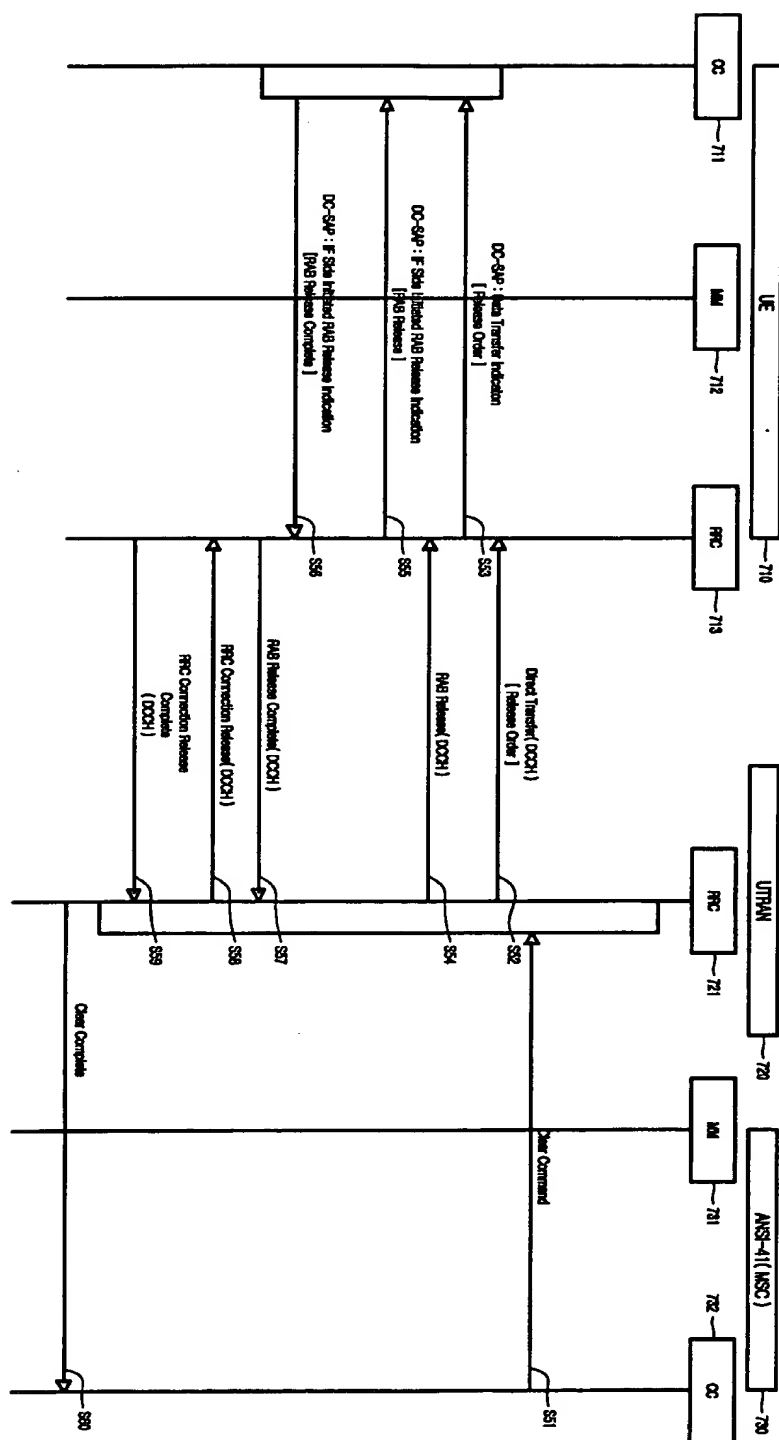 UE
710
UTRAN
720
ANSI-41( MSC )
730
CC
711
MM
712
RRC
713
RRC
721
MM
731
CC
732
Clear Command
S51
Direct Transfer( DCCH )
[ Release Order ]
S52
DC-SAP : Data Transfer Indication
[ Release Order ]
S53
RAB Release( DCCH )
S54
DC-SAP : IF Side Initiated RAB Release Indication
[RAB Release ]
S55
DC-SAP : IF Side Initiated RAB Release Indication
[RAB Release Complete ]
S56
RAB Release Complete( DCCH )
S57
RRC Connection Release( DCCH )
S58
RRC Connection Release
Complete
( DCCH )
S59
Clear Complete
S60